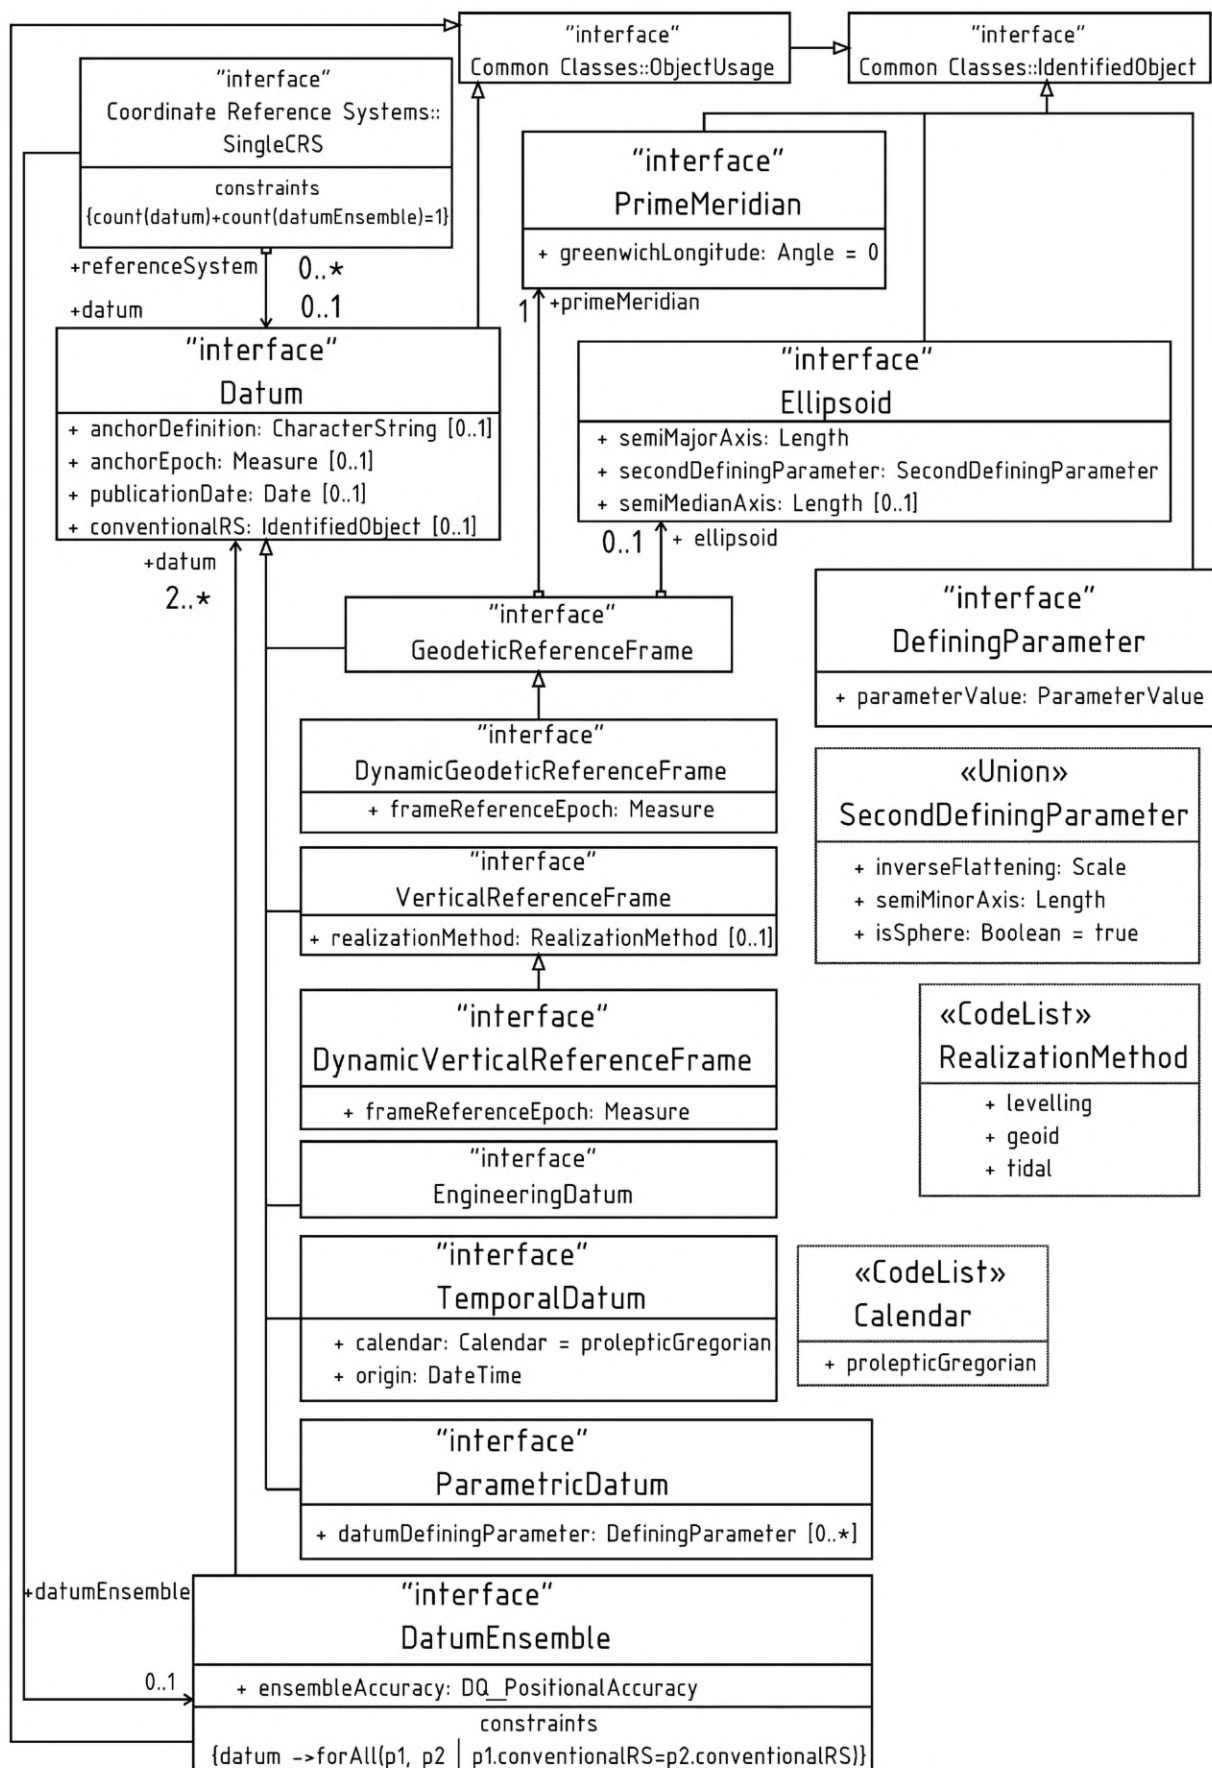 "interface"
Common Classes::ObjectUsage
"interface"
Common Classes::IdentifiedObject
"interface"
Coordinate Reference Systems::
SingleCRS
constraints
{count(datum)+count(datumEnsemble)=1}
"interface"
PrimeMeridian
+ greenwichLongitude: Angle = 0
+referenceSystem
0..*
+datum
0..1
1
+primeMeridian
"interface"
Datum
+ anchorDefinition: CharacterString [0..1]
+ anchorEpoch: Measure [0..1]
+ publicationDate: Date [0..1]
+ conventionalRS: IdentifiedObject [0..1]
"interface"
Ellipsoid
+ semiMajorAxis: Length
+ secondDefiningParameter: SecondDefiningParameter
+ semiMedianAxis: Length [0..1]
+datum
2..*
0..1
+ ellipsoid
"interface"
GeodeticReferenceFrame
"interface"
DefiningParameter
+ parameterValue: ParameterValue
"interface"
DynamicGeodeticReferenceFrame
+ frameReferenceEpoch: Measure
«Union»
SecondDefiningParameter
+ inverseFlattening: Scale
+ semiMinorAxis: Length
+ isSphere: Boolean = true
"interface"
VerticalReferenceFrame
+ realizationMethod: RealizationMethod [0..1]
"interface"
DynamicVerticalReferenceFrame
+ frameReferenceEpoch: Measure
«CodeList»
RealizationMethod
+ levelling
+ geoid
+ tidal
"interface"
EngineeringDatum
"interface"
TemporalDatum
+ calendar: Calendar = prolepticGregorian
+ origin: DateTime
«CodeList»
Calendar
+ prolepticGregorian
"interface"
ParametricDatum
+ datumDefiningParameter: DefiningParameter [0..*]
+datumEnsemble
0..1
"interface"
DatumEnsemble
+ ensembleAccuracy: DQ_PositionalAccuracy
constraints
{datum ->forAll(p1, p2 | p1.conventionalRS=p2.conventionalRS)}